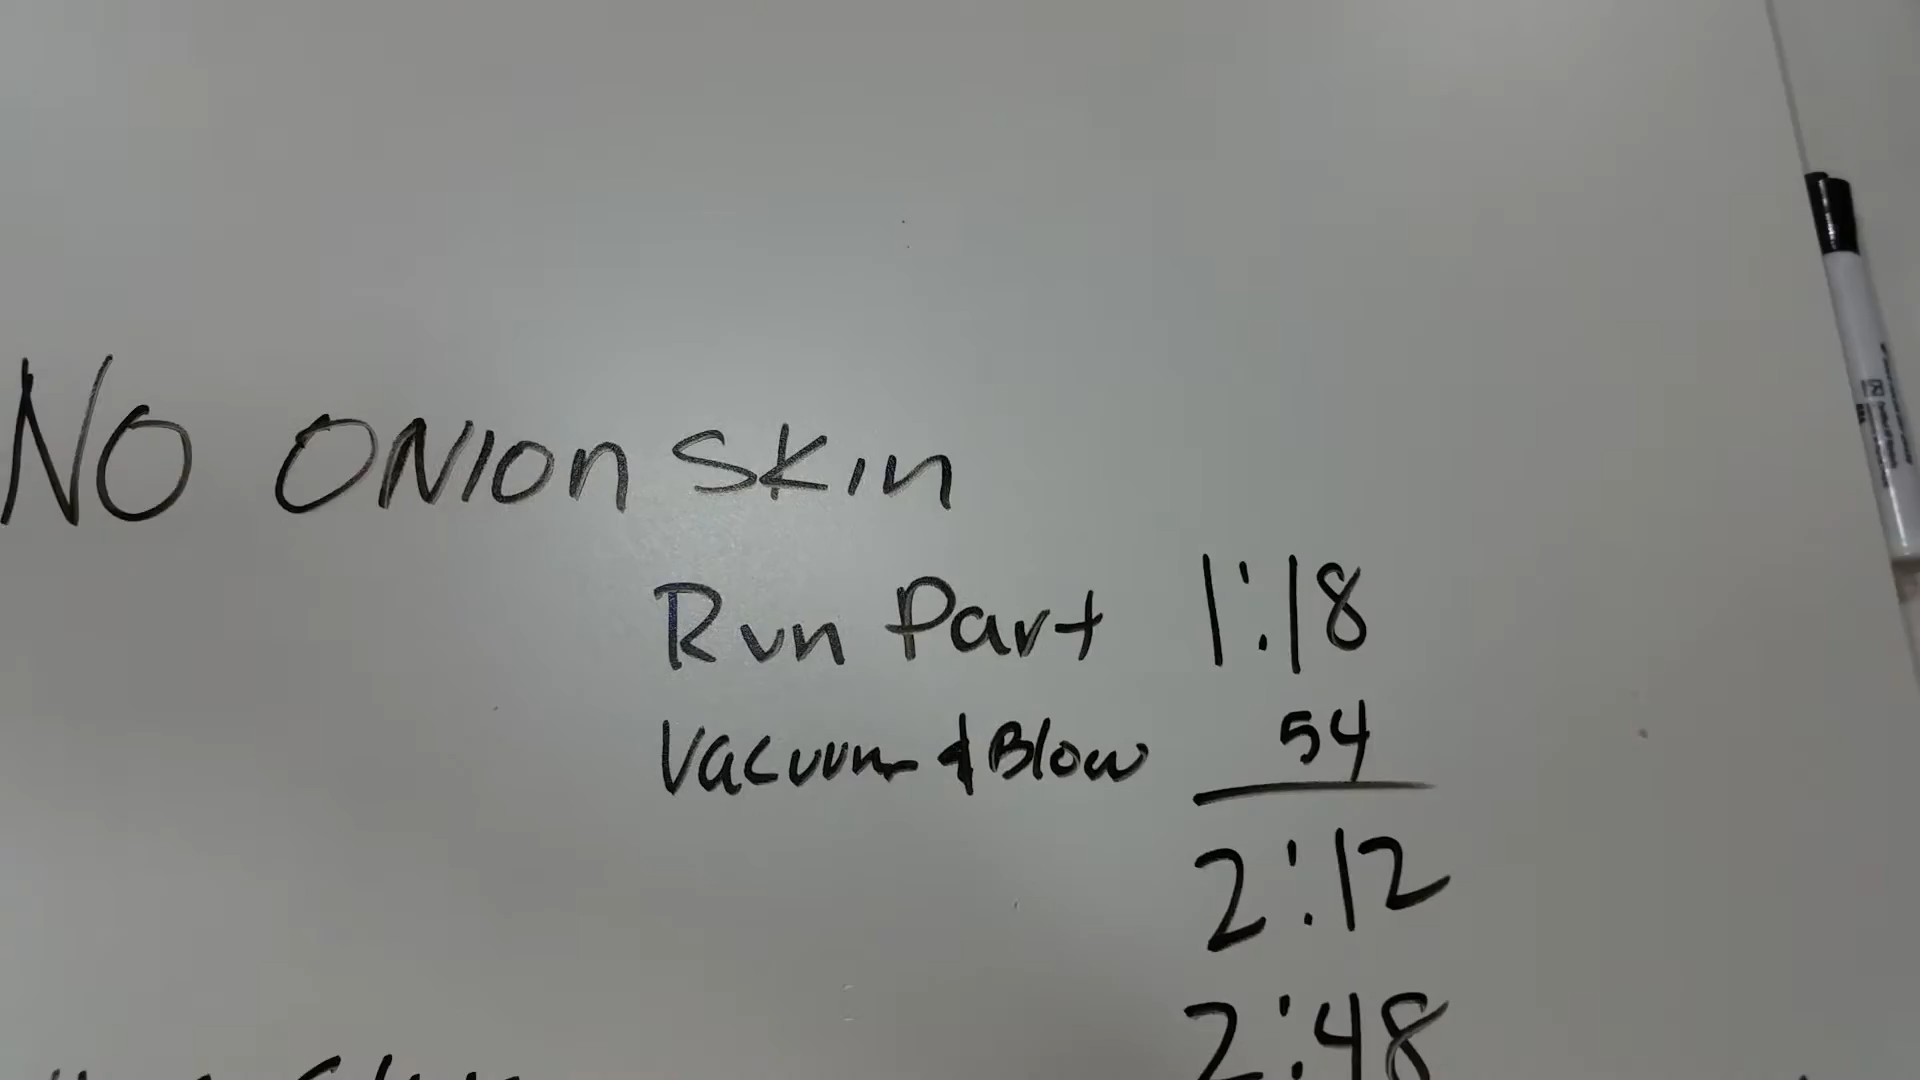 NO ONION SKIN
Run Part 1:18
Vacuum & Blow 54
2:12
2:48